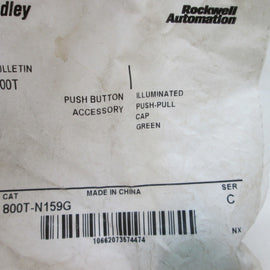 dley
Rockwell
Automation
ULLETIN
00T
PUSH BUTTON
ACCESSORY
ILLUMINATED
PUSH-PULL
CAP
GREEN
CAT
MADE IN CHINA
SER
800T-N159G
C
NX
10662073674474